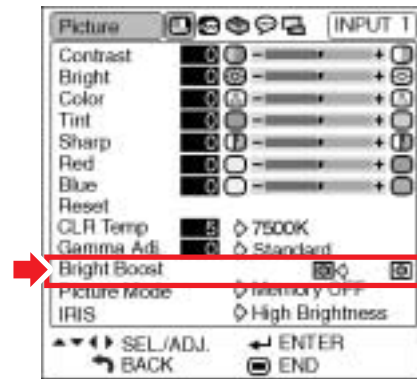 Picture INPUT 1
Contrast 0 - +
Bright 0 - +
Color 0 - +
Tint 0 - +
Sharp 0 - +
Red 0 - +
Blue 0 - +
Reset
CLR Temp 5 7500K
Gamma Adj. 0 Standard
Bright Boost
Picture Mode Memory OFF
IRIS High Brightness
SEL./ADJ. ENTER
BACK END